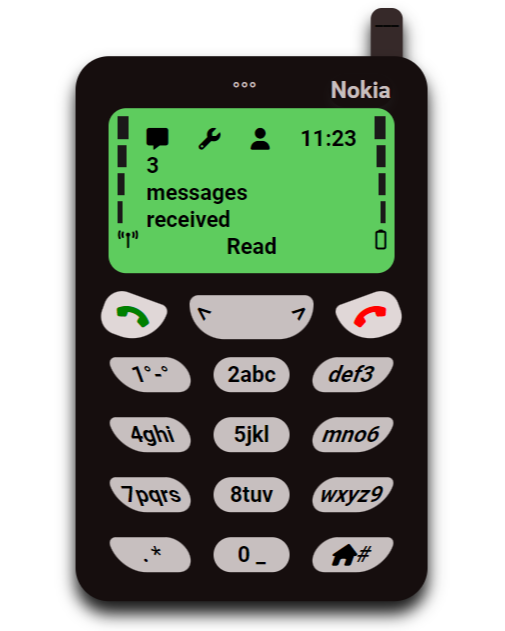 Nokia
11:23
3
messages
received
Read
< >
1°-° 2abc def3
4ghi 5jkl mno6
7pqrs 8tuv wxyz9
.* 0 _ #